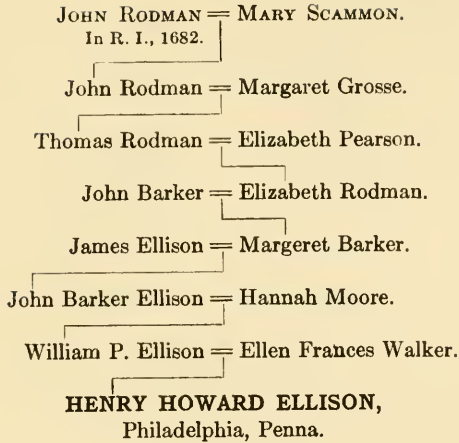 JOHN RODMAN = MARY SCAMMON.
In R. I., 1682.
John Rodman = Margaret Grosse.
Thomas Rodman = Elizabeth Pearson.
John Barker = Elizabeth Rodman.
James Ellison = Margeret Barker.
John Barker Ellison = Hannah Moore.
William P. Ellison = Ellen Frances Walker.
HENRY HOWARD ELLISON,
Philadelphia, Penna.